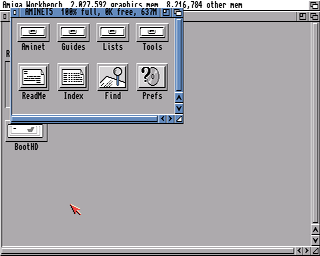 Amiga Workbench 2,027,592 graphics mem 8,216,784 other mem
AMINET5 100% full, 0K free, 637M
Aminet Guides Lists Tools
ReadMe Index Find Prefs
BootHD